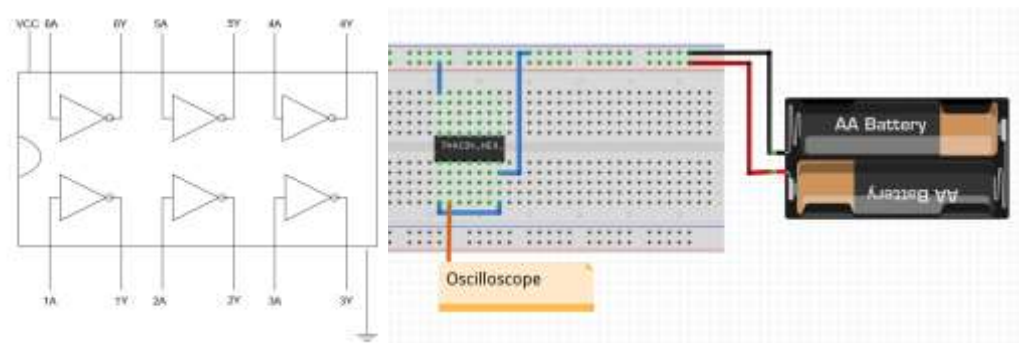 VCC 6A 6Y 5A 5Y 4A 4Y
1A 1Y 2A 2Y 3A 3Y
AA Battery
AA Battery
Oscilloscope